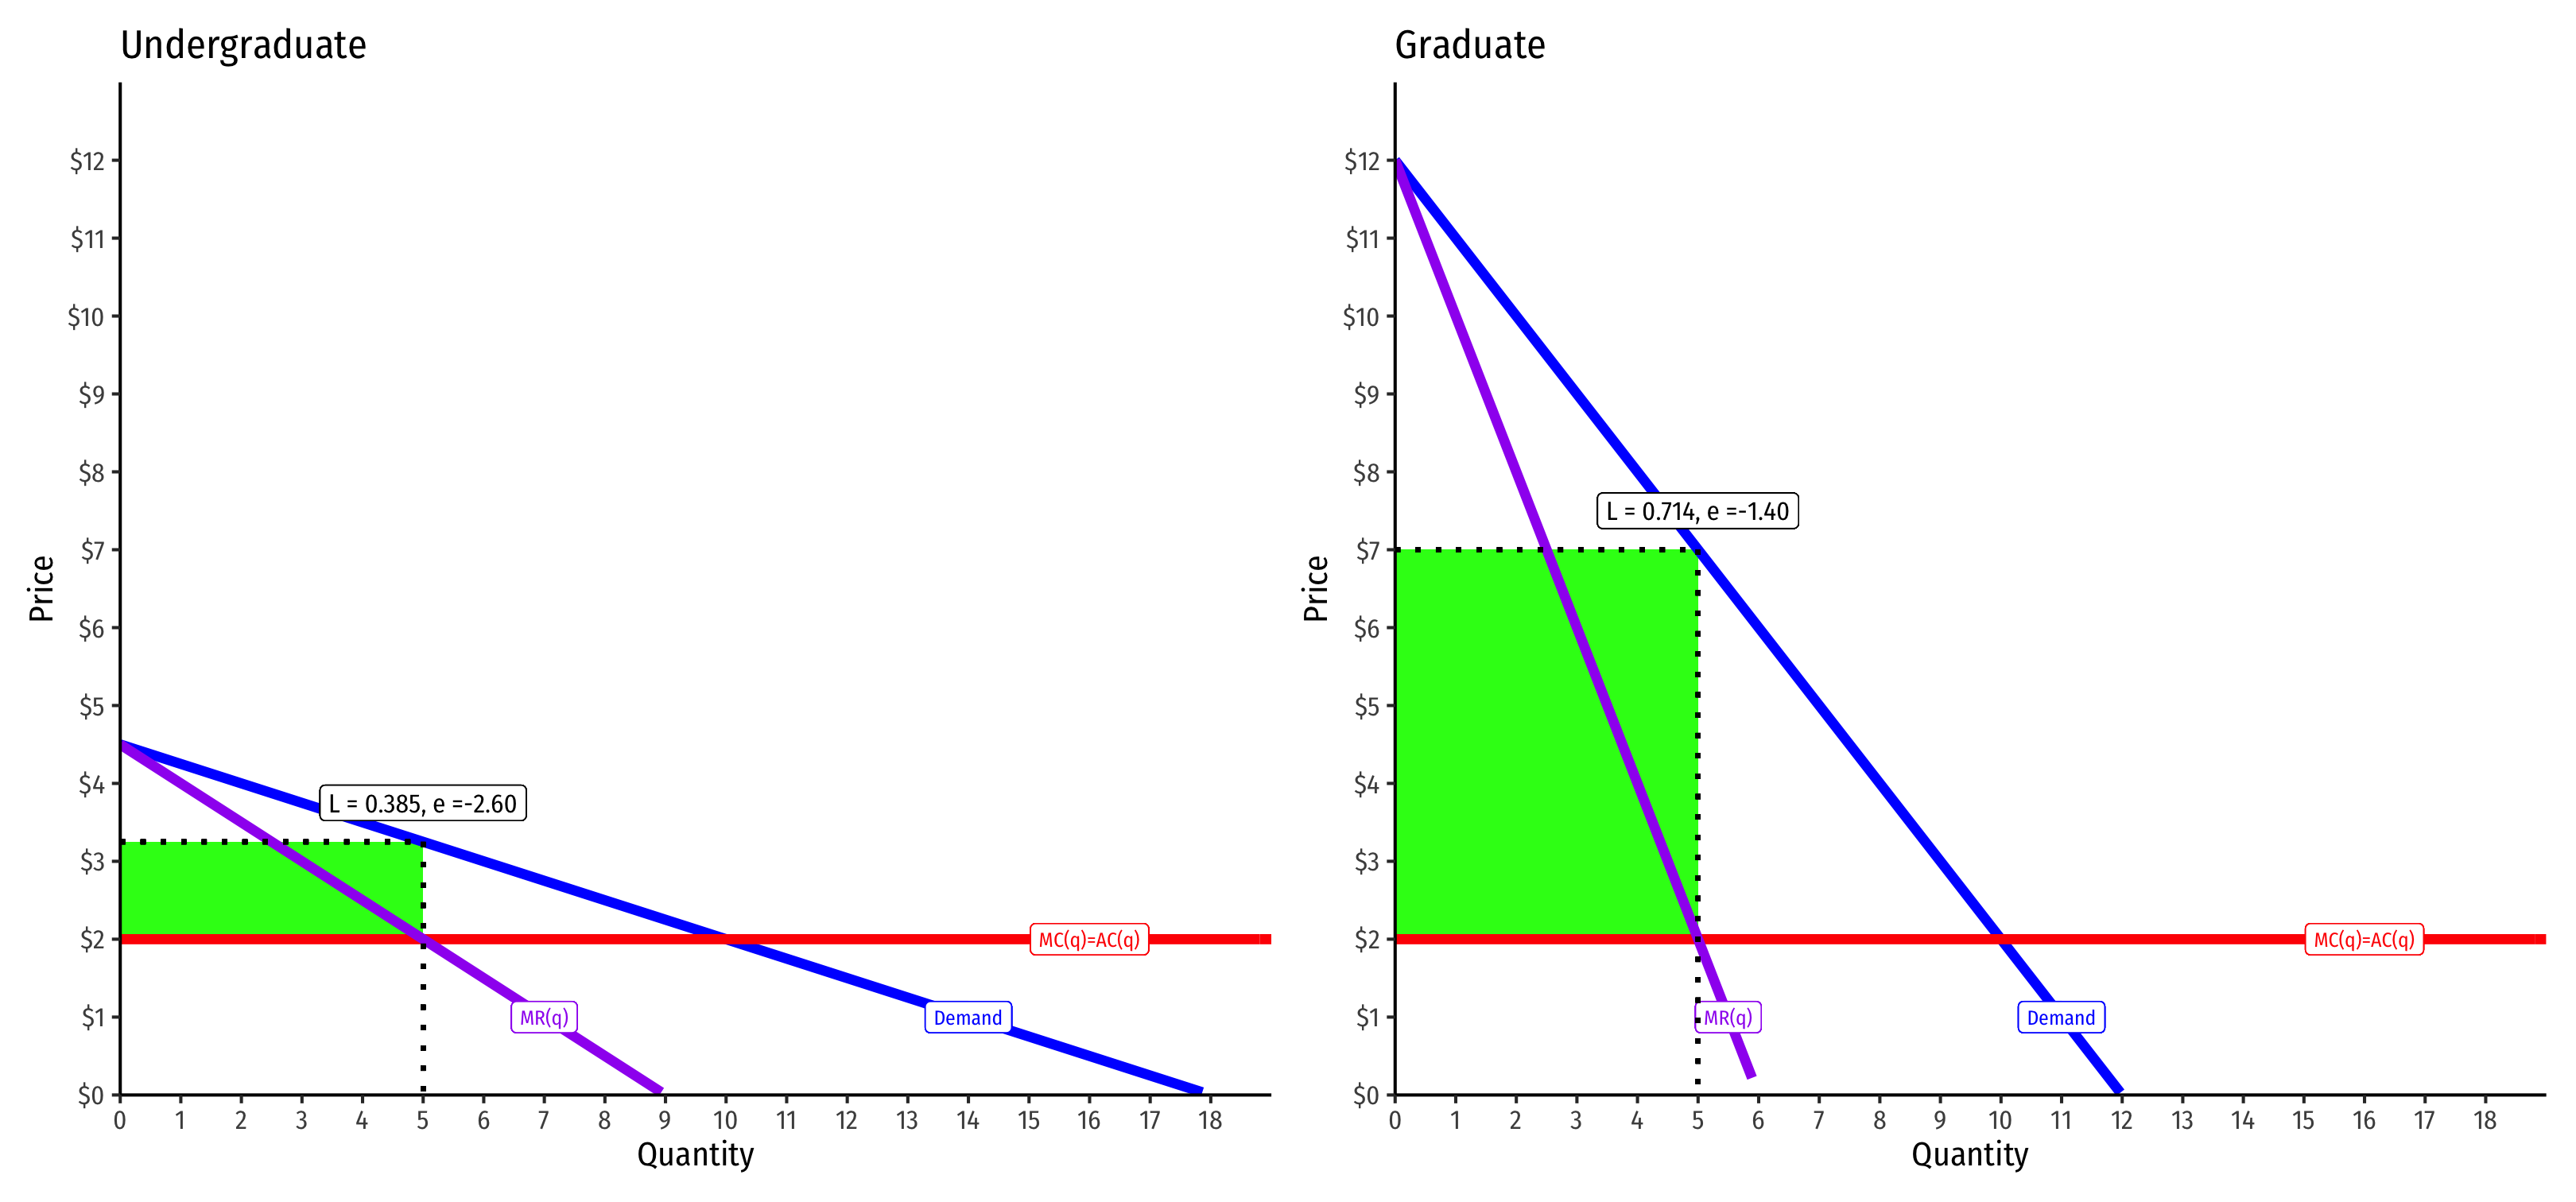 Undergraduate
$12
$11
$10
$9
$8
$7
$6
$5
$4
$3
$2
$1
$0
Price
L = 0.385, e =-2.60
MC(q)=AC(q)
MR(q)
Demand
0 1 2 3 4 5 6 7 8 9 10 11 12 13 14 15 16 17 18
Quantity
Graduate
$12
$11
$10
$9
$8
$7
$6
$5
$4
$3
$2
$1
$0
Price
L = 0.714, e =-1.40
MC(q)=AC(q)
MR(q)
Demand
0 1 2 3 4 5 6 7 8 9 10 11 12 13 14 15 16 17 18
Quantity